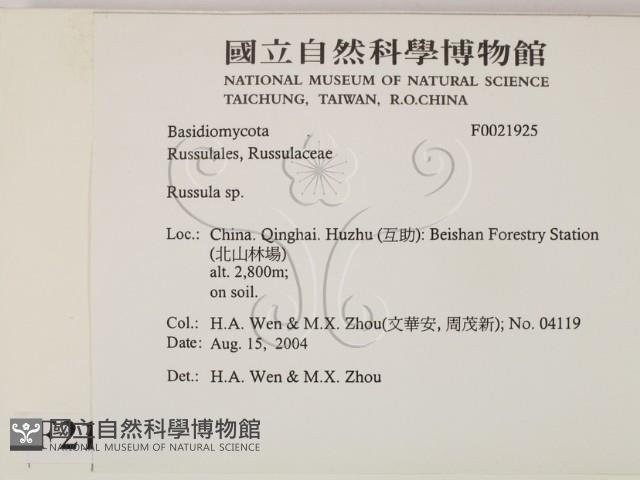 國立自然科學博物館
NATIONAL MUSEUM OF NATURAL SCIENCE
TAICHUNG, TAIWAN, R.O.CHINA
Basidiomycota F0021925
Russulales, Russulaceae
Russula sp.
Loc.: China. Qinghai. Huzhu (互助): Beishan Forestry Station
(北山林場)
alt. 2,800m;
on soil.
Col.: H.A. Wen & M.X. Zhou(文華安, 周茂新); No. 04119
Date: Aug. 15, 2004
Det.: H.A. Wen & M.X. Zhou
國立自然科學博物館
NATIONAL MUSEUM OF NATURAL SCIENCE